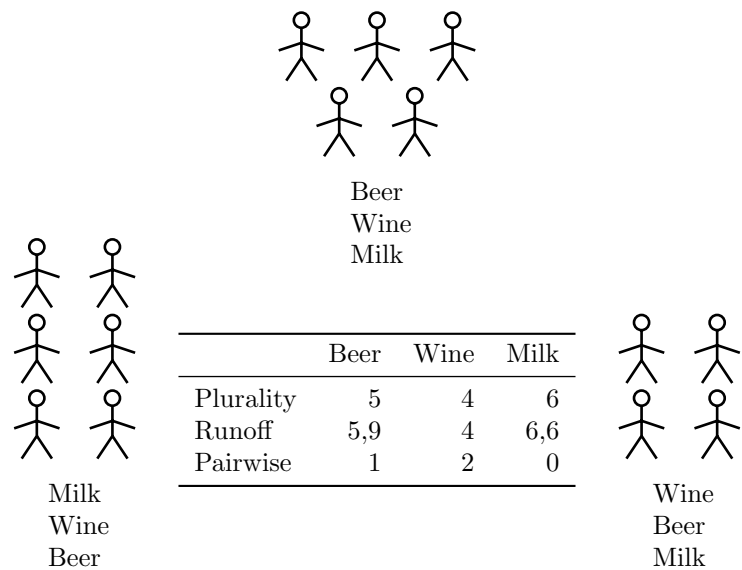 Beer
Wine
Milk
Beer Wine Milk
Plurality 5 4 6
Runoff 5,9 4 6,6
Pairwise 1 2 0
Milk
Wine
Beer
Wine
Beer
Milk